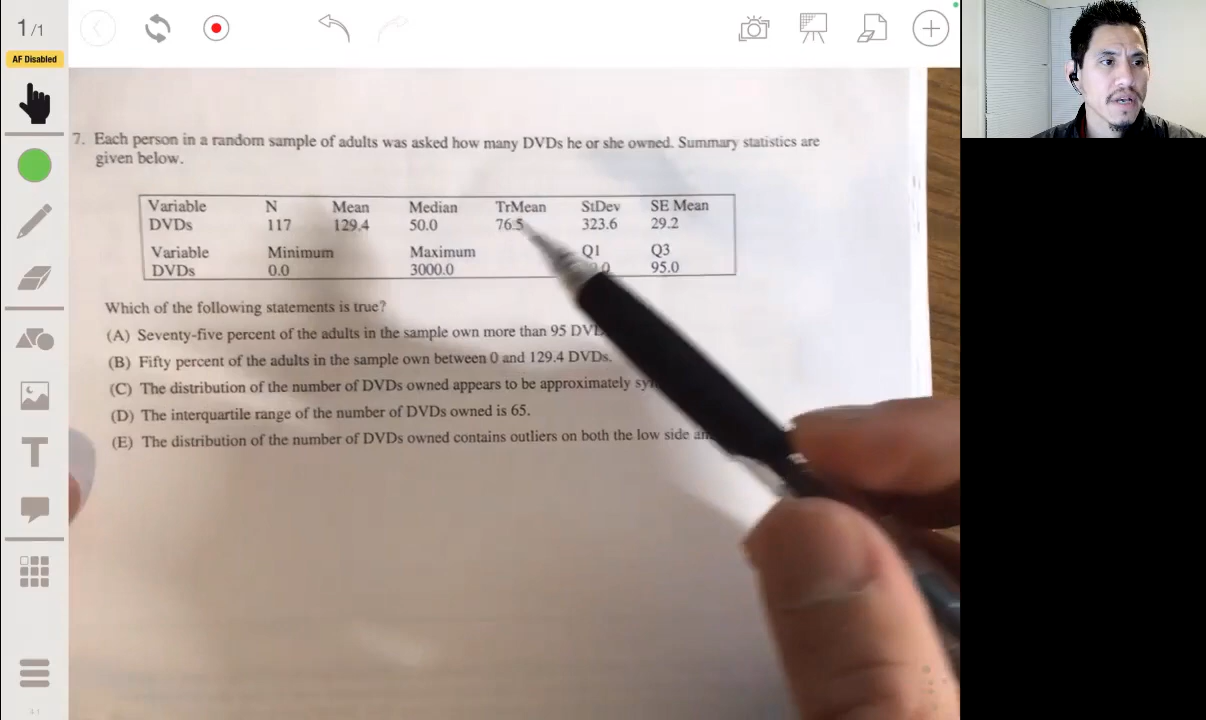 1/1
AF Disabled
7. Each person in a random sample of adults was asked how many DVDs he or she owned. Summary statistics are
given below.
Variable N Mean Median TrMean StDev SE Mean
DVDs 117 129.4 50.0 76.5 323.6 29.2
Variable Minimum Maximum Q1 Q3
DVDs 0.0 3000.0 95.0
Which of the following statements is true?
(A) Seventy-five percent of the adults in the sample own more than 95
(B) Fifty percent of the adults in the sample own between 0 and 129.4 DVDs.
(C) The distribution of the number of DVDs owned appears to be approximately
(D) The interquartile range of the number of DVDs owned is 65.
(E) The distribution of the number of DVDs owned contains outliers on both the low side
T